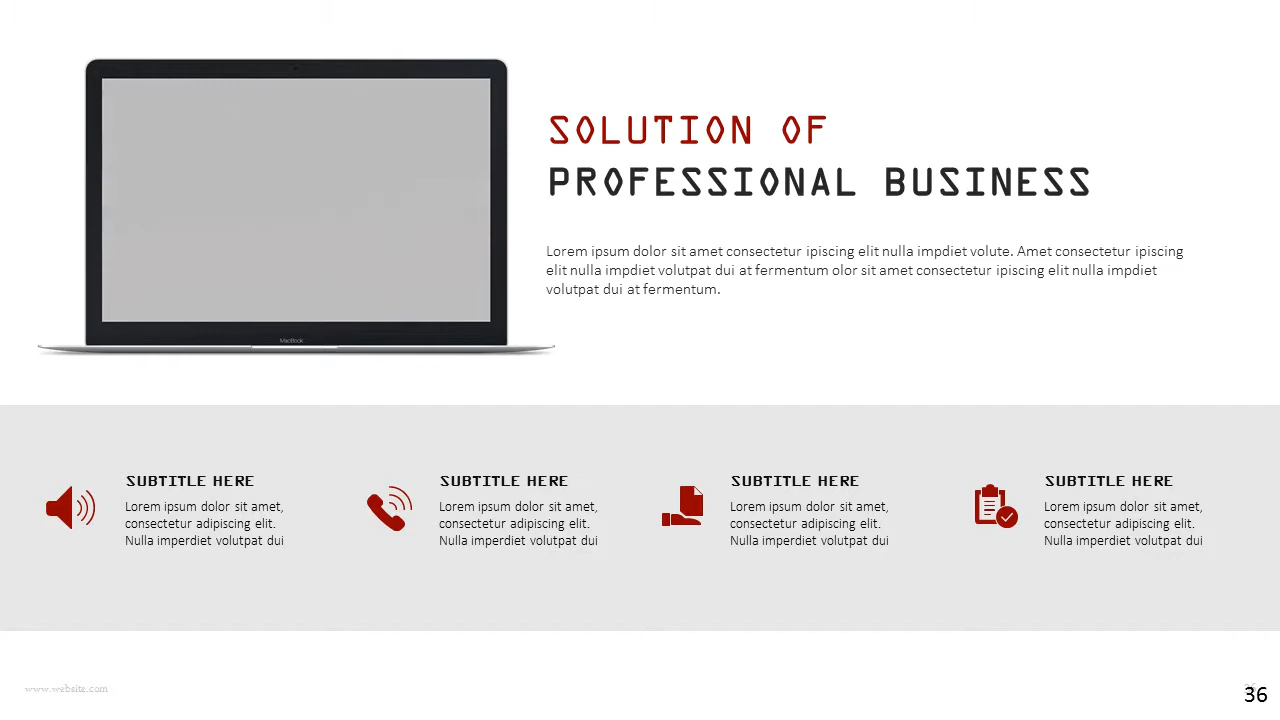 SOLUTION OF
PROFESSIONAL BUSINESS
Lorem ipsum dolor sit amet consectetur ipiscing elit nulla impdiet volute. Amet consectetur ipiscing
elit nulla impdiet volutpat dui at fermentum olor sit amet consectetur ipiscing elit nulla impdiet
volutpat dui at fermentum.
MacBook
SUBTITLE HERE
Lorem ipsum dolor sit amet,
consectetur adipiscing elit.
Nulla imperdiet volutpat dui
SUBTITLE HERE
Lorem ipsum dolor sit amet,
consectetur adipiscing elit.
Nulla imperdiet volutpat dui
SUBTITLE HERE
Lorem ipsum dolor sit amet,
consectetur adipiscing elit.
Nulla imperdiet volutpat dui
SUBTITLE HERE
Lorem ipsum dolor sit amet,
consectetur adipiscing elit.
Nulla imperdiet volutpat dui
www.website.com
36